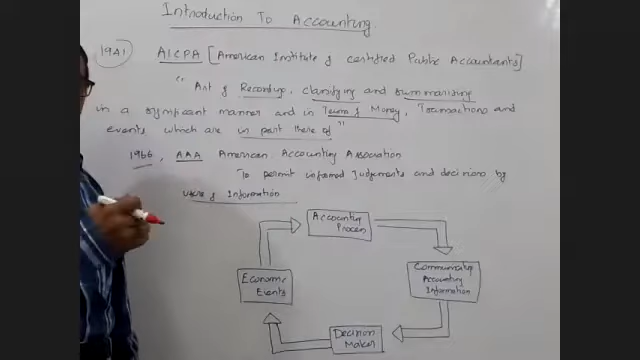 Introduction To Accounting.
1941 AICPA [American Institute of Certified Public Accountants]
" Art of Recording, classifying and summarising
in a significant manner and in Terms of Money, Transactions and
events which are in part there of "
1966, AAA American Accounting Association
To permit informed Judgements and decisions by
users of Information
Accounting
Process
Economic
Events
Communicating
Accounting
Information
Decision
Maker